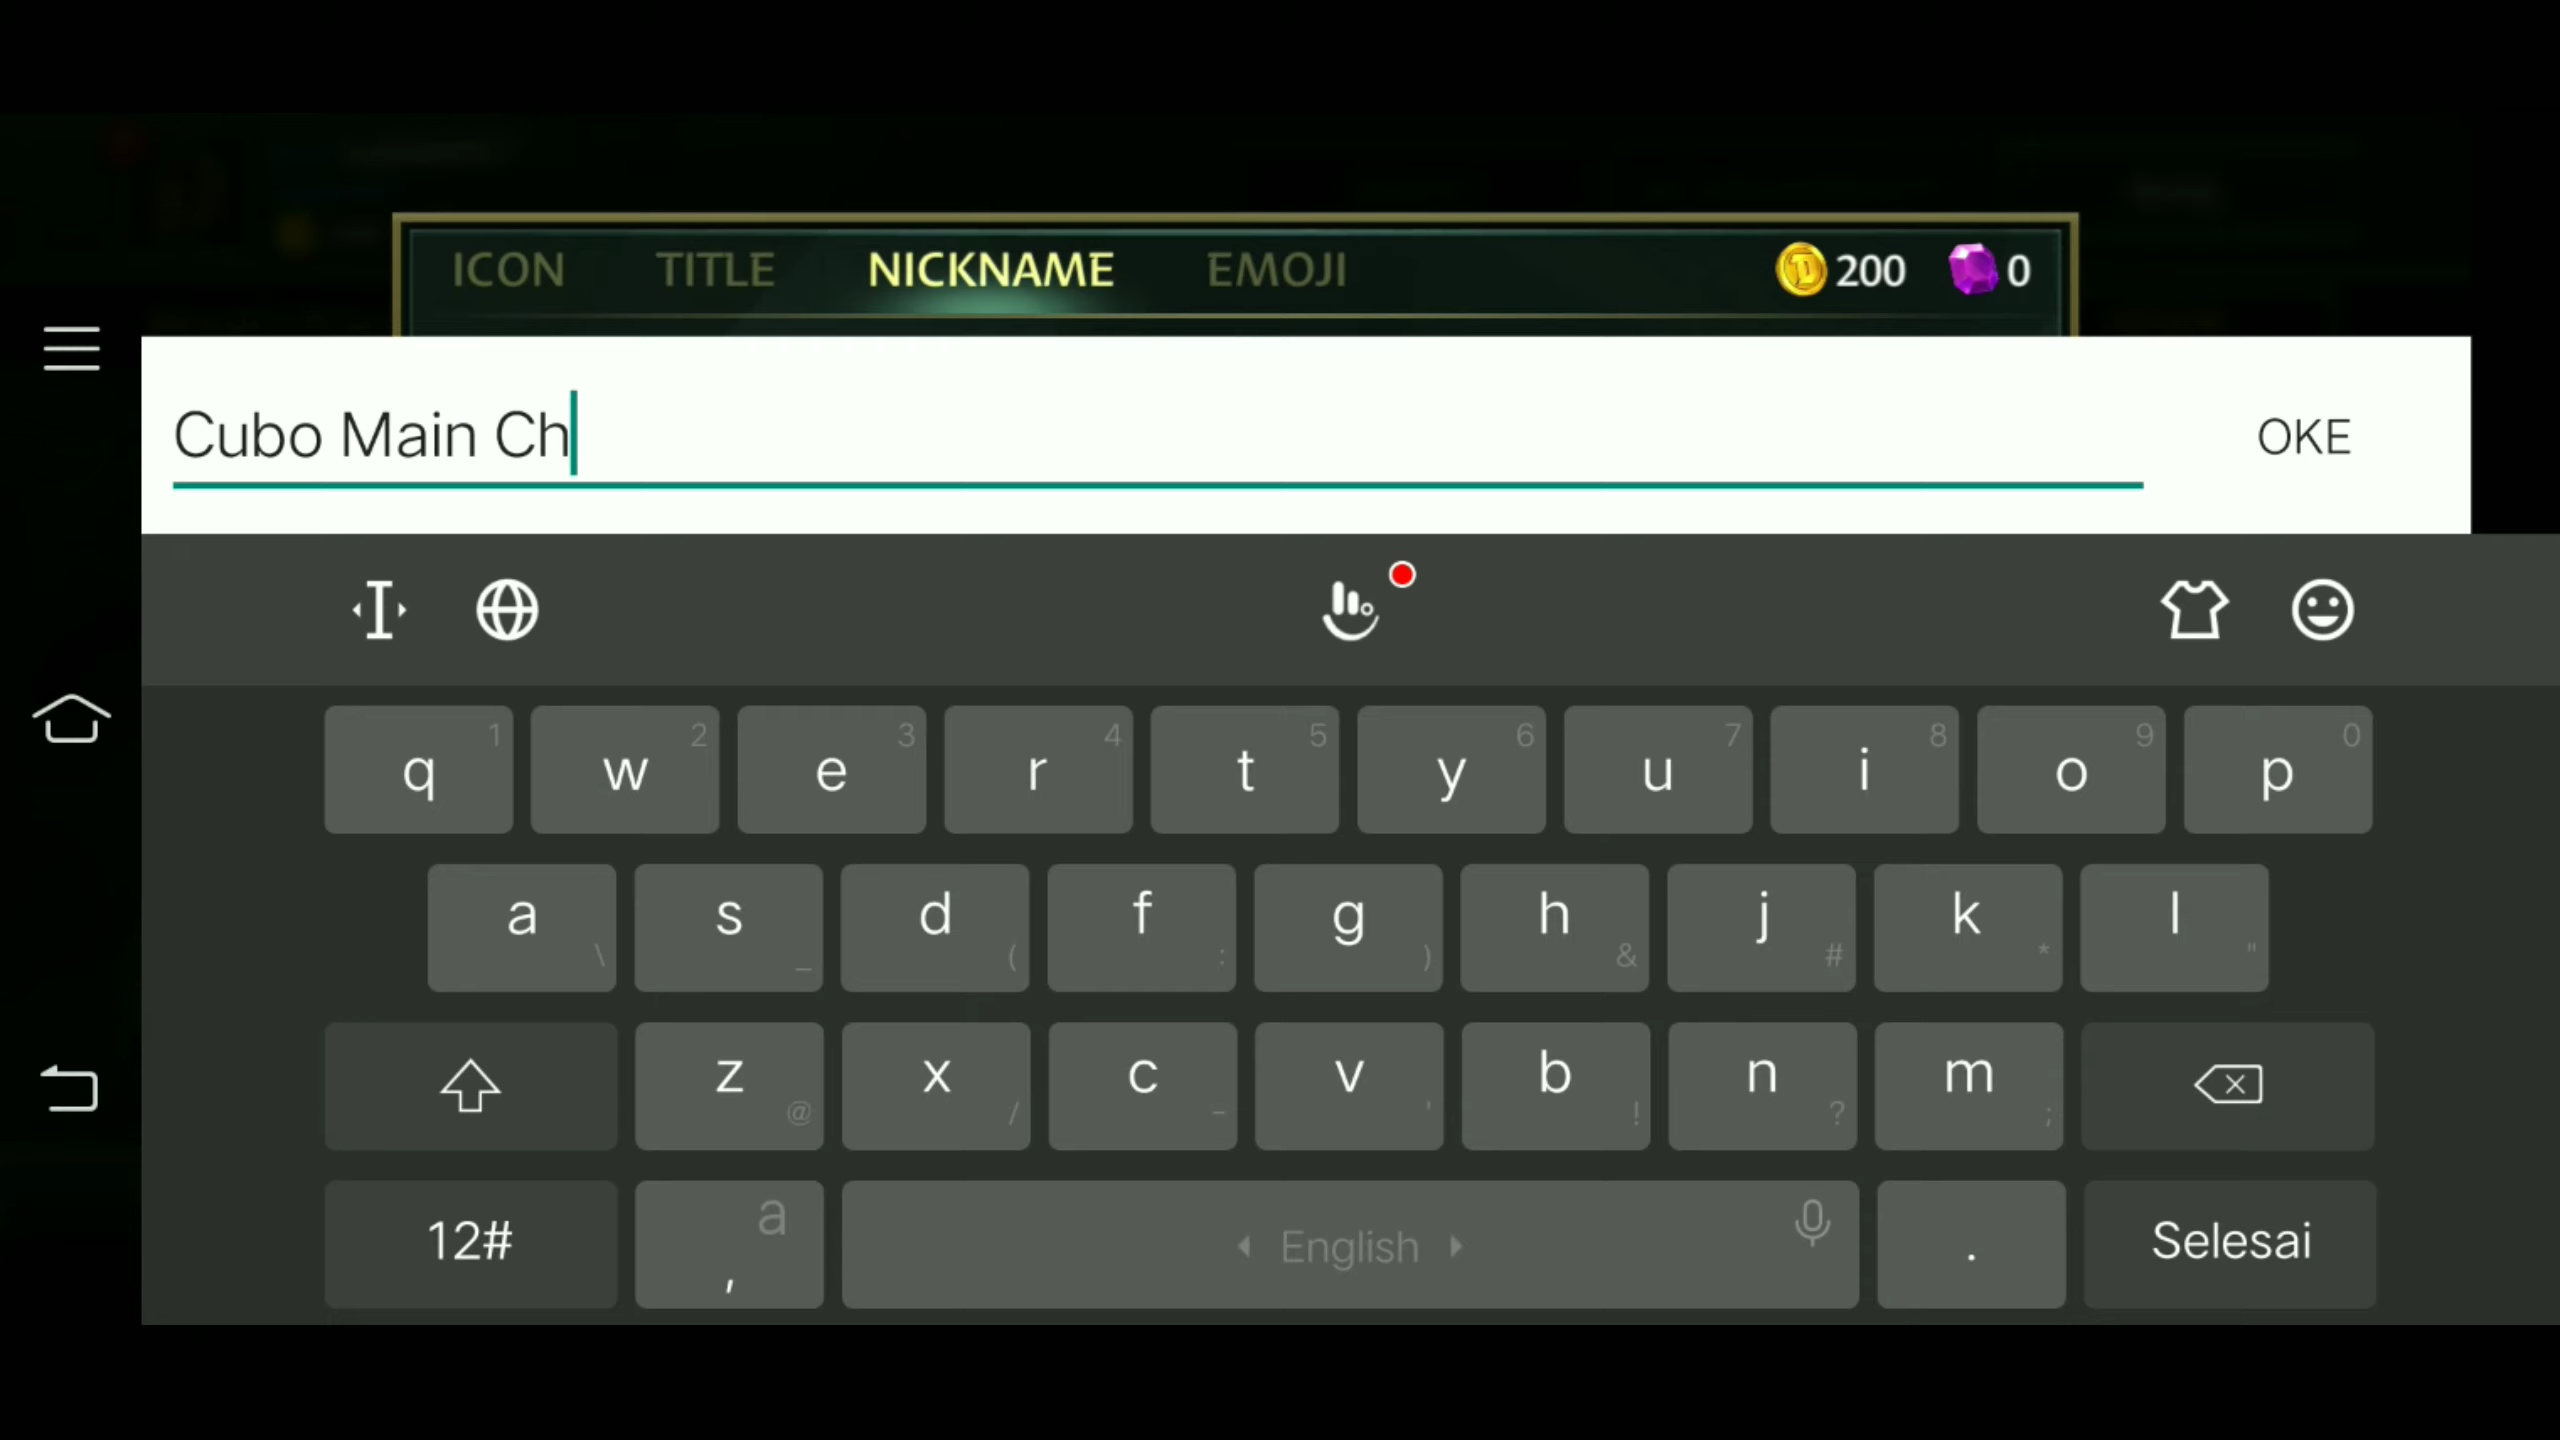 ICON TITLE NICKNAME EMOJI 200 0
Cubo Main Ch OKE
q 1 w 2 e 3 r 4 t 5 y 6 u 7 i 8 o 9 p 0
a \ s _ d ( f : g ) h & j # k * l "
z @ x / c - v ' b ! n ? m ;
12# , a English . Selesai